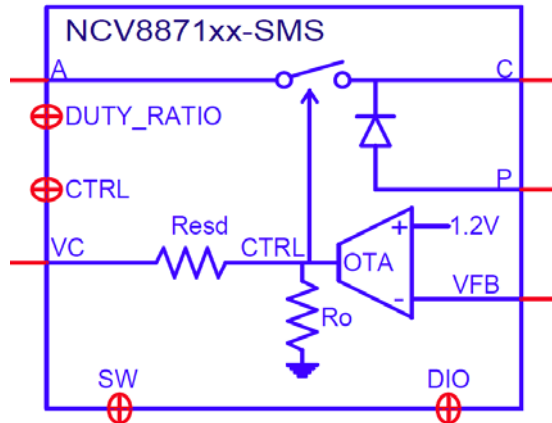 NCV8871xx-SMS
A
C
DUTY_RATIO
CTRL
P
VC
Resd
CTRL
OTA
+
1.2V
-
VFB
Ro
SW
DIO